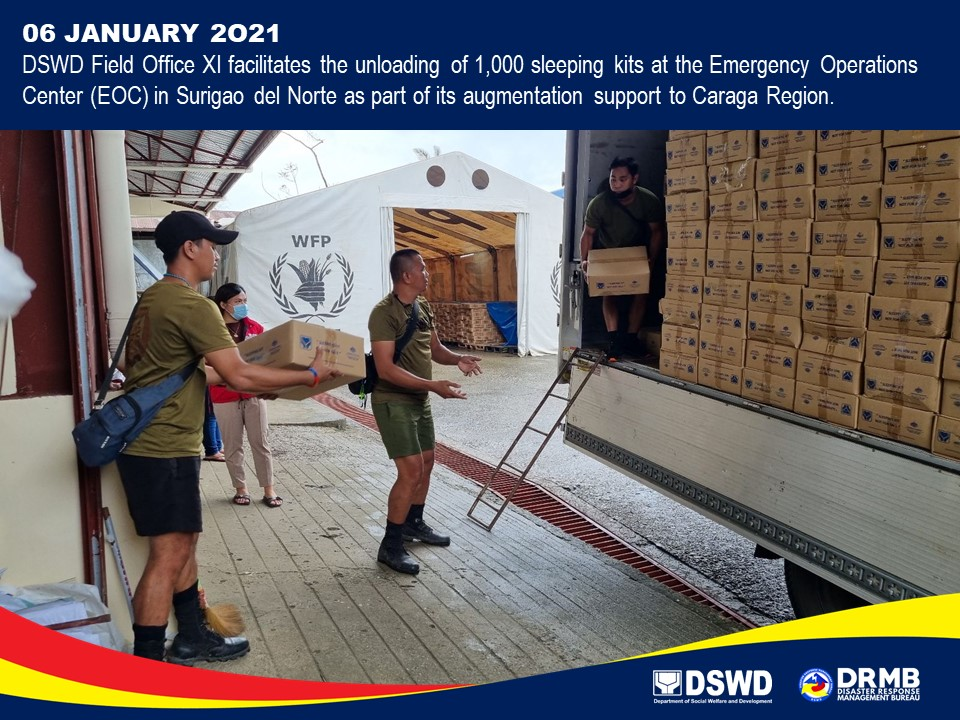 06 JANUARY 2O21
DSWD Field Office XI facilitates the unloading of 1,000 sleeping kits at the Emergency Operations
Center (EOC) in Surigao del Norte as part of its augmentation support to Caraga Region.
WFP
DSWD
Department of Social Welfare and Development
DRMB
DISASTER RESPONSE
MANAGEMENT BUREAU